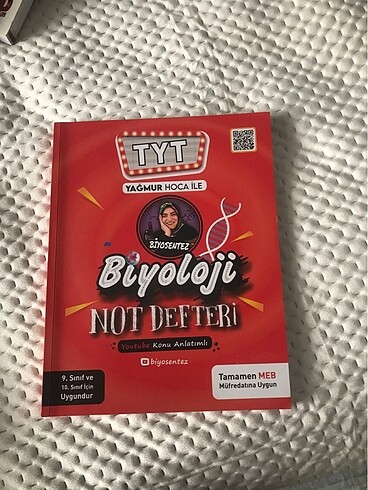 TYT
YAĞMUR HOCA İLE
BİYOSENTEZ
Biyoloji
NOT DEFTERİ
Youtube Konu Anlatımlı
biyosentez
9. Sınıf ve
10. Sınıf İçin
Uygundur
Tamamen MEB
Müfredatına Uygun